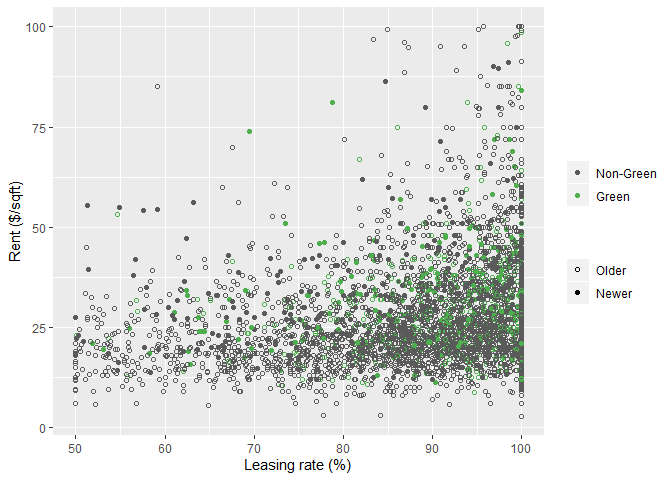 100
75
50
25
0
Rent ($/sqft)
50 60 70 80 90 100
Leasing rate (%)
Non-Green
Green
Older
Newer